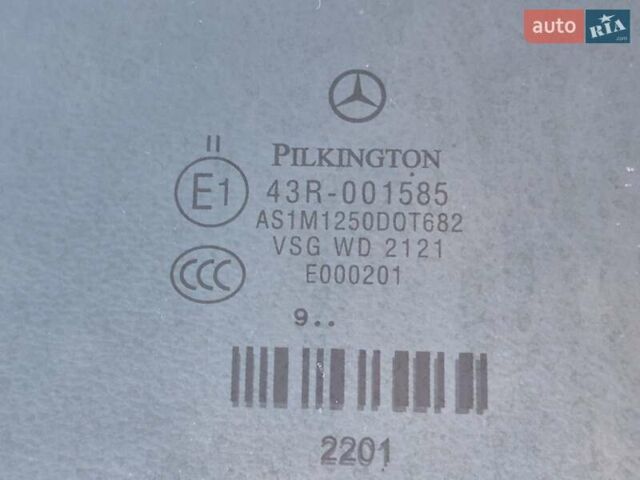 auto RIA
.com
II
PILKINGTON
E1
43R-001585
AS1M1250DOT682
VSG WD 2121
E000201
CCC
9..
2201